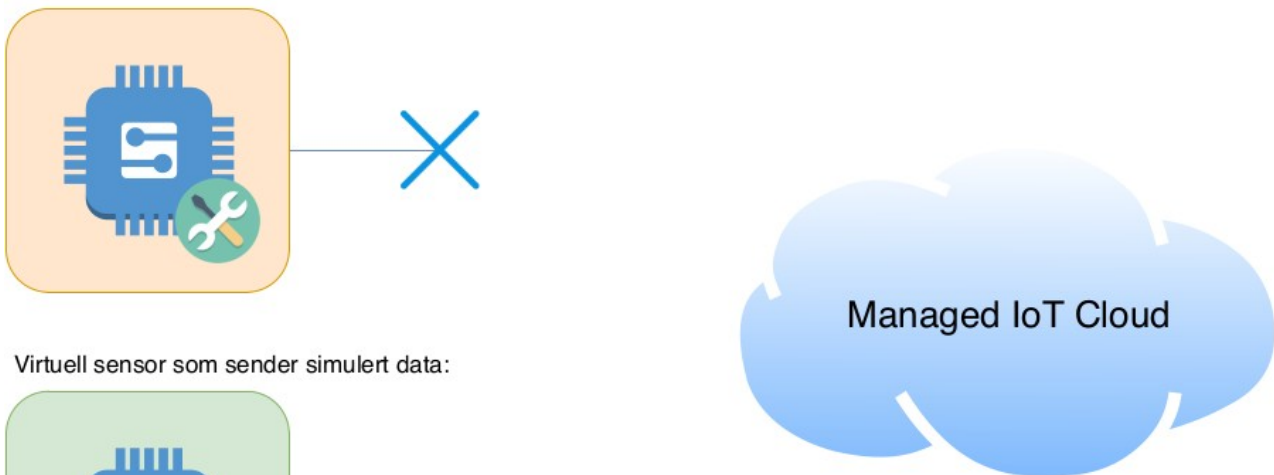 Managed IoT Cloud
Virtuell sensor som sender simulert data: